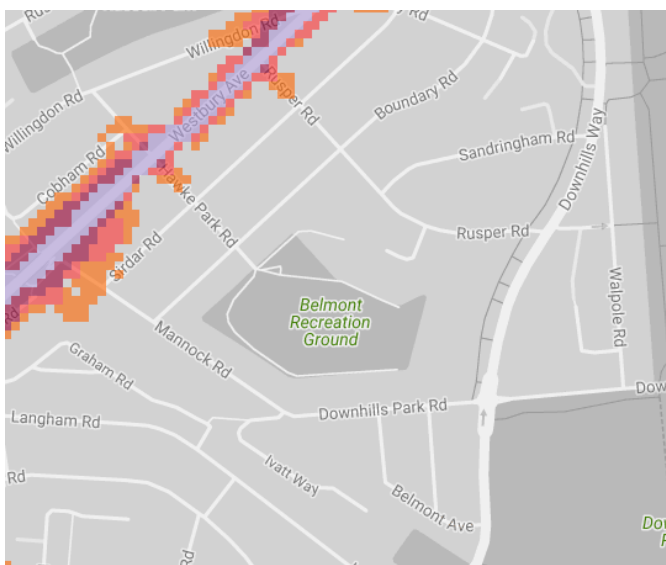 Willingdon Rd
Westbury Ave
Rusper Rd
Boundary Rd
Willingdon Rd
Sandringham Rd
Downhills Way
Cobham Rd
Hawke Park Rd
Rusper Rd
Sirdar Rd
Walpole Rd
Belmont
Recreation
Ground
Mannock Rd
Graham Rd
Downhills Park Rd
Langham Rd
Ivatt Way
Rd
Belmont Ave
Rd